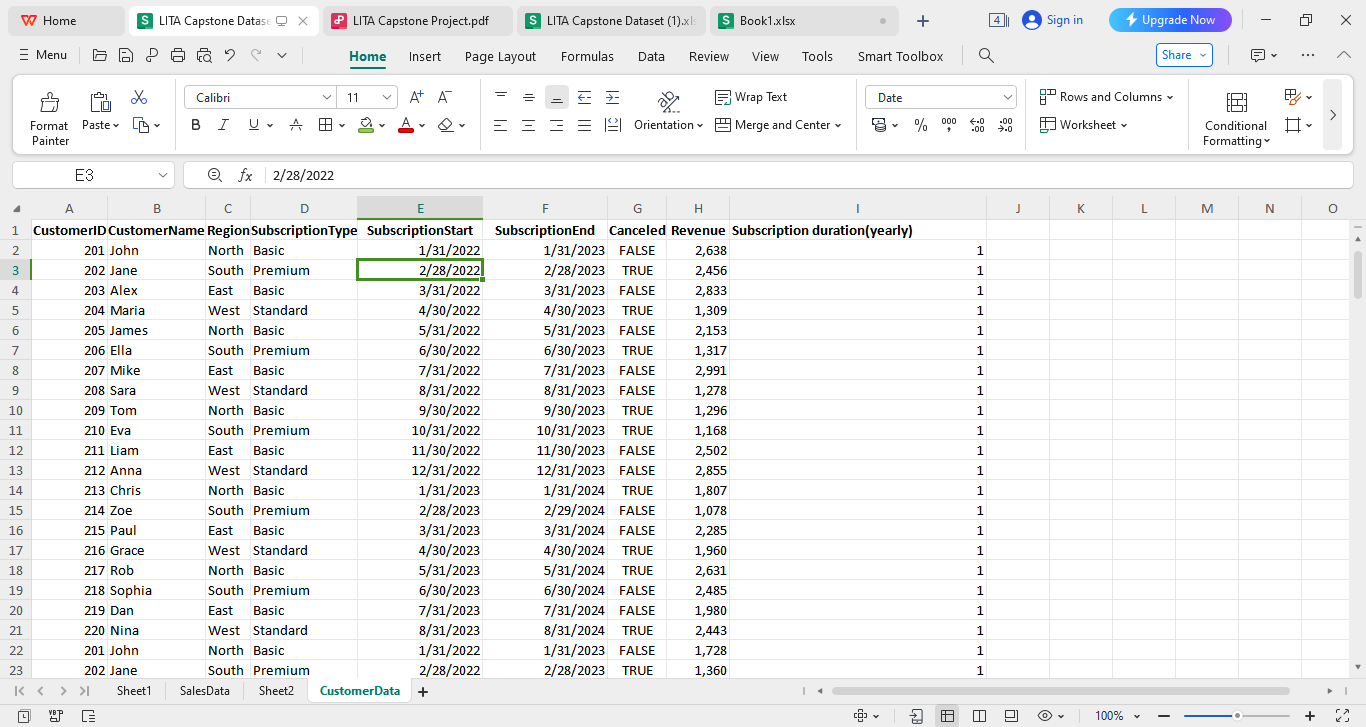 Home LITA Capstone Datas LITA Capstone Project.pdf LITA Capstone Dataset (1).xl Book1.xlsx 4 Sign in Upgrade Now
Menu Home Insert Page Layout Formulas Data Review View Tools Smart Toolbox Share
Format Painter Paste Calibri 11 A+ A- Wrap Text Date Rows and Columns
B I U A A Orientation Merge and Center % Worksheet Conditional Formatting
E3 fx 2/28/2022
A B C D E F G H I J K L M N O
1 CustomerID CustomerName Region SubscriptionType SubscriptionStart SubscriptionEnd Canceled Revenue Subscription duration(yearly)
2 201 John North Basic 1/31/2022 1/31/2023 FALSE 2,638 1
3 202 Jane South Premium 2/28/2022 2/28/2023 TRUE 2,456 1
4 203 Alex East Basic 3/31/2022 3/31/2023 FALSE 2,833 1
5 204 Maria West Standard 4/30/2022 4/30/2023 TRUE 1,309 1
6 205 James North Basic 5/31/2022 5/31/2023 FALSE 2,153 1
7 206 Ella South Premium 6/30/2022 6/30/2023 TRUE 1,317 1
8 207 Mike East Basic 7/31/2022 7/31/2023 FALSE 2,991 1
9 208 Sara West Standard 8/31/2022 8/31/2023 FALSE 1,278 1
10 209 Tom North Basic 9/30/2022 9/30/2023 TRUE 1,296 1
11 210 Eva South Premium 10/31/2022 10/31/2023 TRUE 1,168 1
12 211 Liam East Basic 11/30/2022 11/30/2023 FALSE 2,502 1
13 212 Anna West Standard 12/31/2022 12/31/2023 FALSE 2,855 1
14 213 Chris North Basic 1/31/2023 1/31/2024 TRUE 1,807 1
15 214 Zoe South Premium 2/28/2023 2/29/2024 FALSE 1,078 1
16 215 Paul East Basic 3/31/2023 3/31/2024 FALSE 2,285 1
17 216 Grace West Standard 4/30/2023 4/30/2024 TRUE 1,960 1
18 217 Rob North Basic 5/31/2023 5/31/2024 TRUE 2,631 1
19 218 Sophia South Premium 6/30/2023 6/30/2024 FALSE 2,485 1
20 219 Dan East Basic 7/31/2023 7/31/2024 FALSE 1,980 1
21 220 Nina West Standard 8/31/2023 8/31/2024 TRUE 2,443 1
22 201 John North Basic 1/31/2022 1/31/2023 FALSE 1,728 1
23 202 Jane South Premium 2/28/2022 2/28/2023 TRUE 1,360 1
Sheet1 SalesData Sheet2 CustomerData
100%